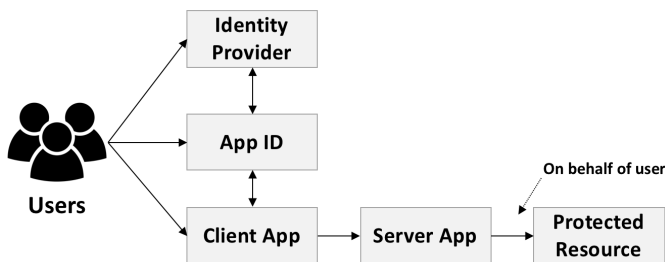 Identity
Provider
App ID
On behalf of user
Users
Client App
Server App
Protected
Resource